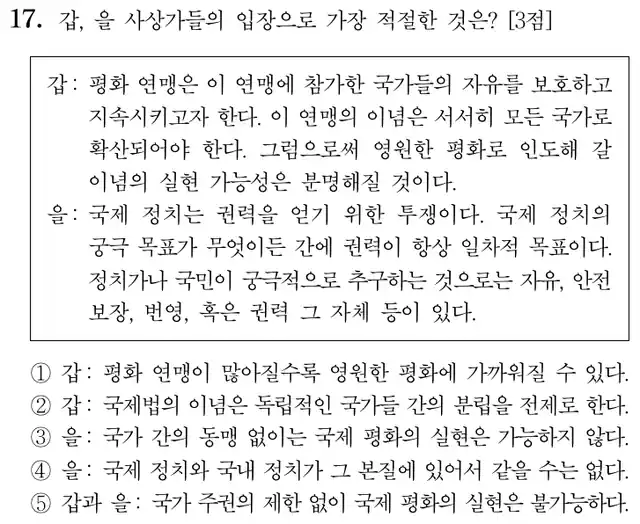 17. 갑, 을 사상가들의 입장으로 가장 적절한 것은? [3점]
갑: 평화 연맹은 이 연맹에 참가한 국가들의 자유를 보호하고
지속시키고자 한다. 이 연맹의 이념은 서서히 모든 국가로
확산되어야 한다. 그럼으로써 영원한 평화로 인도해 갈
이념의 실현 가능성은 분명해질 것이다.
을: 국제 정치는 권력을 얻기 위한 투쟁이다. 국제 정치의
궁극 목표가 무엇이든 간에 권력이 항상 일차적 목표이다.
정치가나 국민이 궁극적으로 추구하는 것으로는 자유, 안전
보장, 번영, 혹은 권력 그 자체 등이 있다.
① 갑: 평화 연맹이 많아질수록 영원한 평화에 가까워질 수 있다.
② 갑: 국제법의 이념은 독립적인 국가들 간의 분립을 전제로 한다.
③ 을: 국가 간의 동맹 없이는 국제 평화의 실현은 가능하지 않다.
④ 을: 국제 정치와 국내 정치가 그 본질에 있어서 같을 수는 없다.
⑤ 갑과 을: 국가 주권의 제한 없이 국제 평화의 실현은 불가능하다.